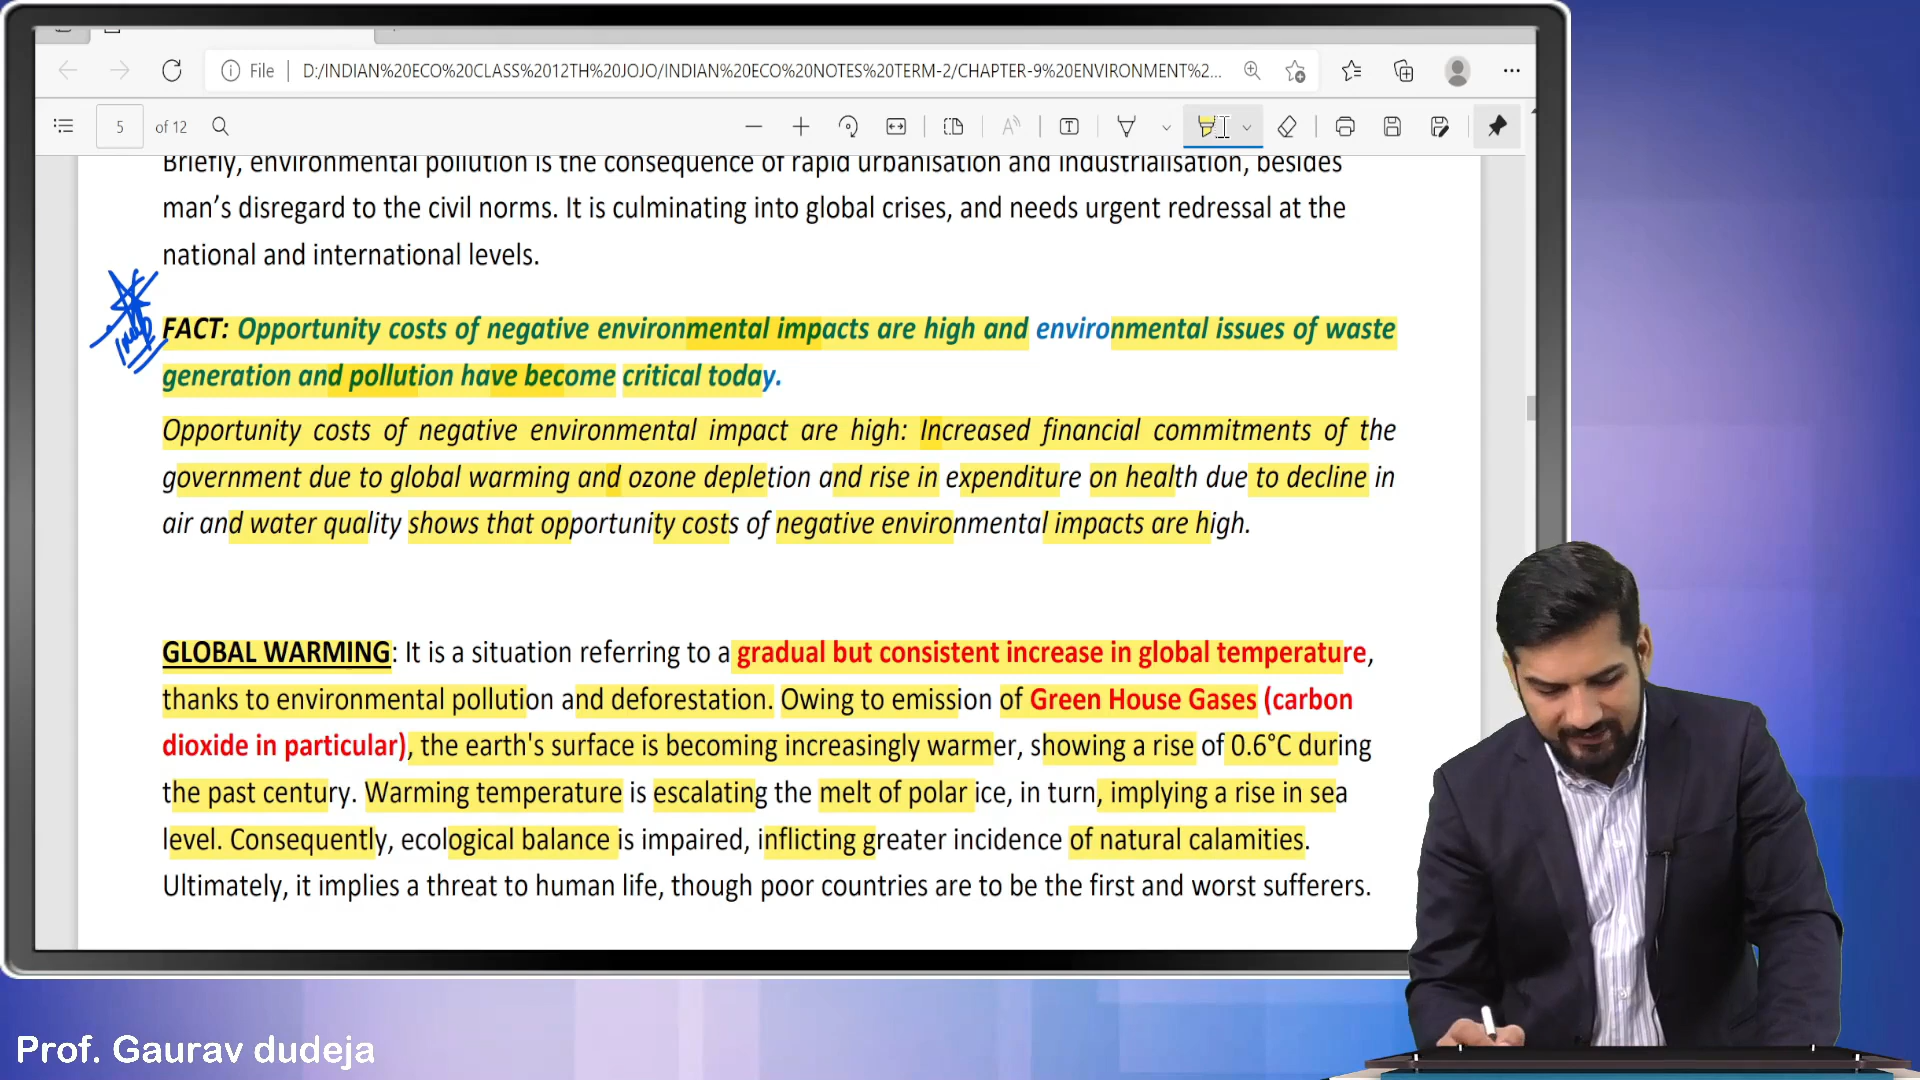 File D:/INDIAN%20ECO%20CLASS%2012TH%20JOJO/INDIAN%20ECO%20NOTES%20TERM-2/CHAPTER-9%20ENVIRONMENT%2...
5 of 12
Briefly, environmental pollution is the consequence of rapid urbanisation and industrialisation, besides
man’s disregard to the civil norms. It is culminating into global crises, and needs urgent redressal at the
national and international levels.
FACT: Opportunity costs of negative environmental impacts are high and environmental issues of waste
generation and pollution have become critical today.
Opportunity costs of negative environmental impact are high: Increased financial commitments of the
government due to global warming and ozone depletion and rise in expenditure on health due to decline in
air and water quality shows that opportunity costs of negative environmental impacts are high.
GLOBAL WARMING: It is a situation referring to a gradual but consistent increase in global temperature,
thanks to environmental pollution and deforestation. Owing to emission of Green House Gases (carbon
dioxide in particular), the earth's surface is becoming increasingly warmer, showing a rise of 0.6°C during
the past century. Warming temperature is escalating the melt of polar ice, in turn, implying a rise in sea
level. Consequently, ecological balance is impaired, inflicting greater incidence of natural calamities.
Ultimately, it implies a threat to human life, though poor countries are to be the first and worst sufferers.
Prof. Gaurav dudeja